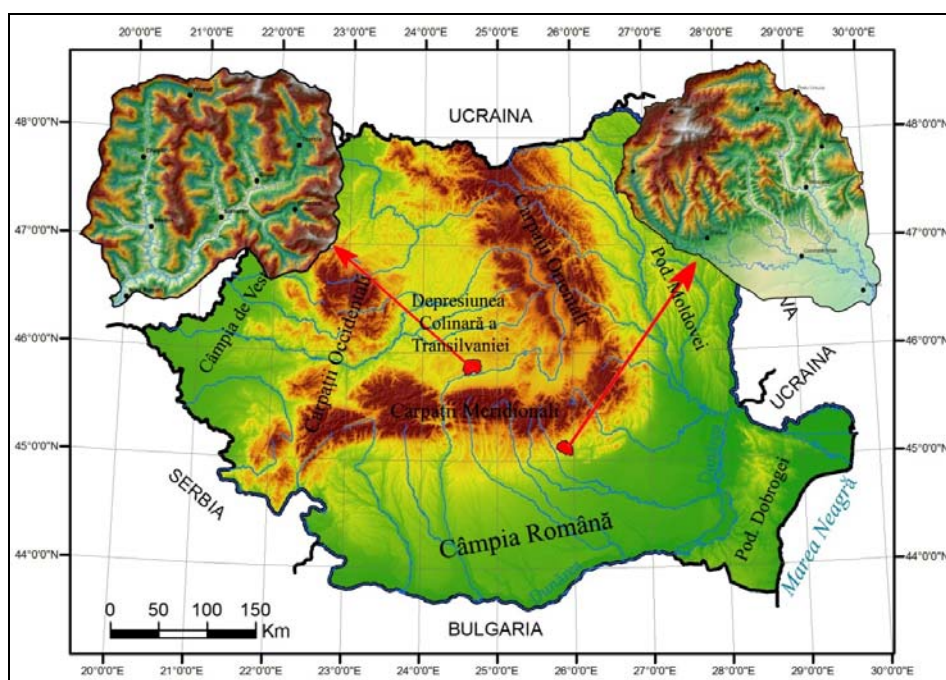 20°0'0"E 21°0'0"E 22°0'0"E 23°0'0"E 24°0'0"E 25°0'0"E 26°0'0"E 27°0'0"E 28°0'0"E 29°0'0"E 30°0'0"E
48°0'0"N
UCRAINA
48°0'0"N
47°0'0"N
47°0'0"N
Câmpia de Ves
Carpații Occidentali
Depresiunea
Colinară a
Transilvaniei
Carpații Orientali
Pod. Moldovei
VA
46°0'0"N
46°0'0"N
UCRAINA
Carpații Meridionali
45°0'0"N
45°0'0"N
SERBIA
Câmpia Română
Pod. Dobrogei
Marea Neagră
44°0'0"N
44°0'0"N
Dunărea
0 50 100 150
Km
BULGARIA
20°0'0"E 21°0'0"E 22°0'0"E 23°0'0"E 24°0'0"E 25°0'0"E 26°0'0"E 27°0'0"E 28°0'0"E 29°0'0"E 30°0'0"E